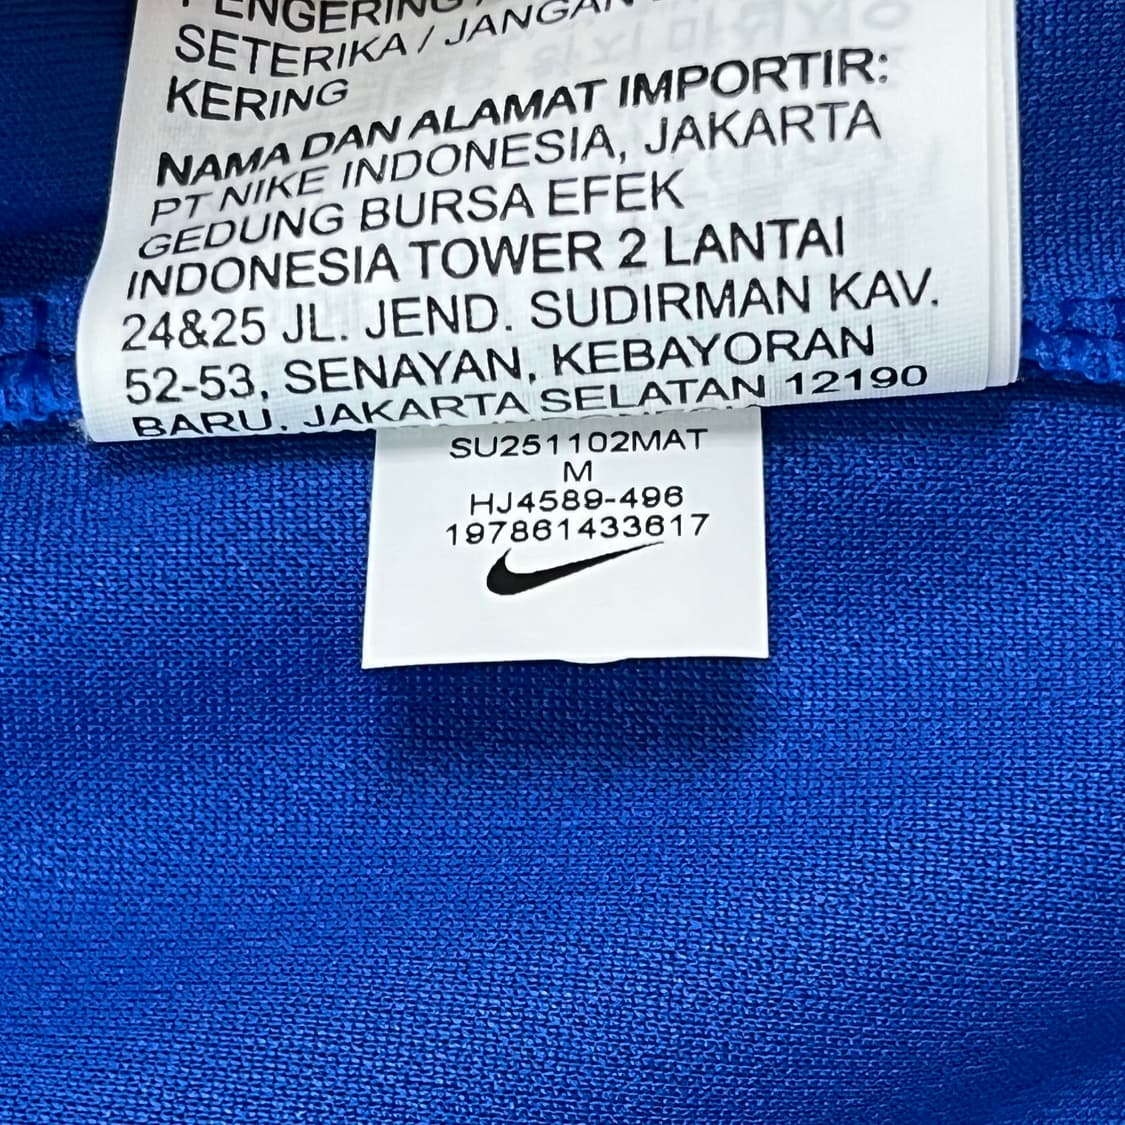 PENGERING
SETERIKA / JANGAN
KERING
NAMA DAN ALAMAT IMPORTIR:
PT NIKE INDONESIA, JAKARTA
GEDUNG BURSA EFEK
INDONESIA TOWER 2 LANTAI
24&25 JL. JEND. SUDIRMAN KAV.
52-53, SENAYAN, KEBAYORAN
BARU, JAKARTA SELATAN 12190
SU251102MAT
M
HJ4589-496
197861433617